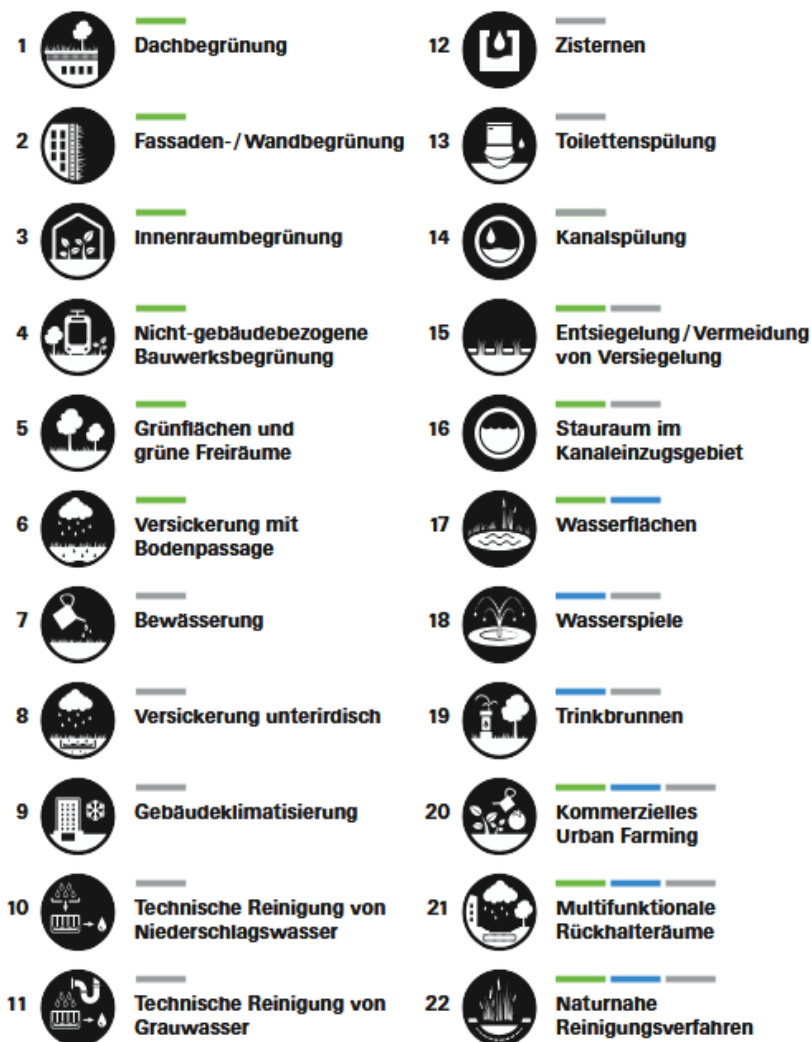 1 Dachbegrünung
2 Fassaden-/Wandbegrünung
3 Innenraumbegrünung
4 Nicht-gebäudebezogene
Bauwerksbegrünung
5 Grünflächen und
grüne Freiräume
6 Versickerung mit
Bodenpassage
7 Bewässerung
8 Versickerung unterirdisch
9 Gebäudeklimatisierung
10 Technische Reinigung von
Niederschlagswasser
11 Technische Reinigung von
Grauwasser
12 Zisternen
13 Toilettenspülung
14 Kanalspülung
15 Entsiegelung/Vermeidung
von Versiegelung
16 Stauraum im
Kanaleinzugsgebiet
17 Wasserflächen
18 Wasserspiele
19 Trinkbrunnen
20 Kommerzielles
Urban Farming
21 Multifunktionale
Rückhalteräume
22 Naturnahe
Reinigungsverfahren